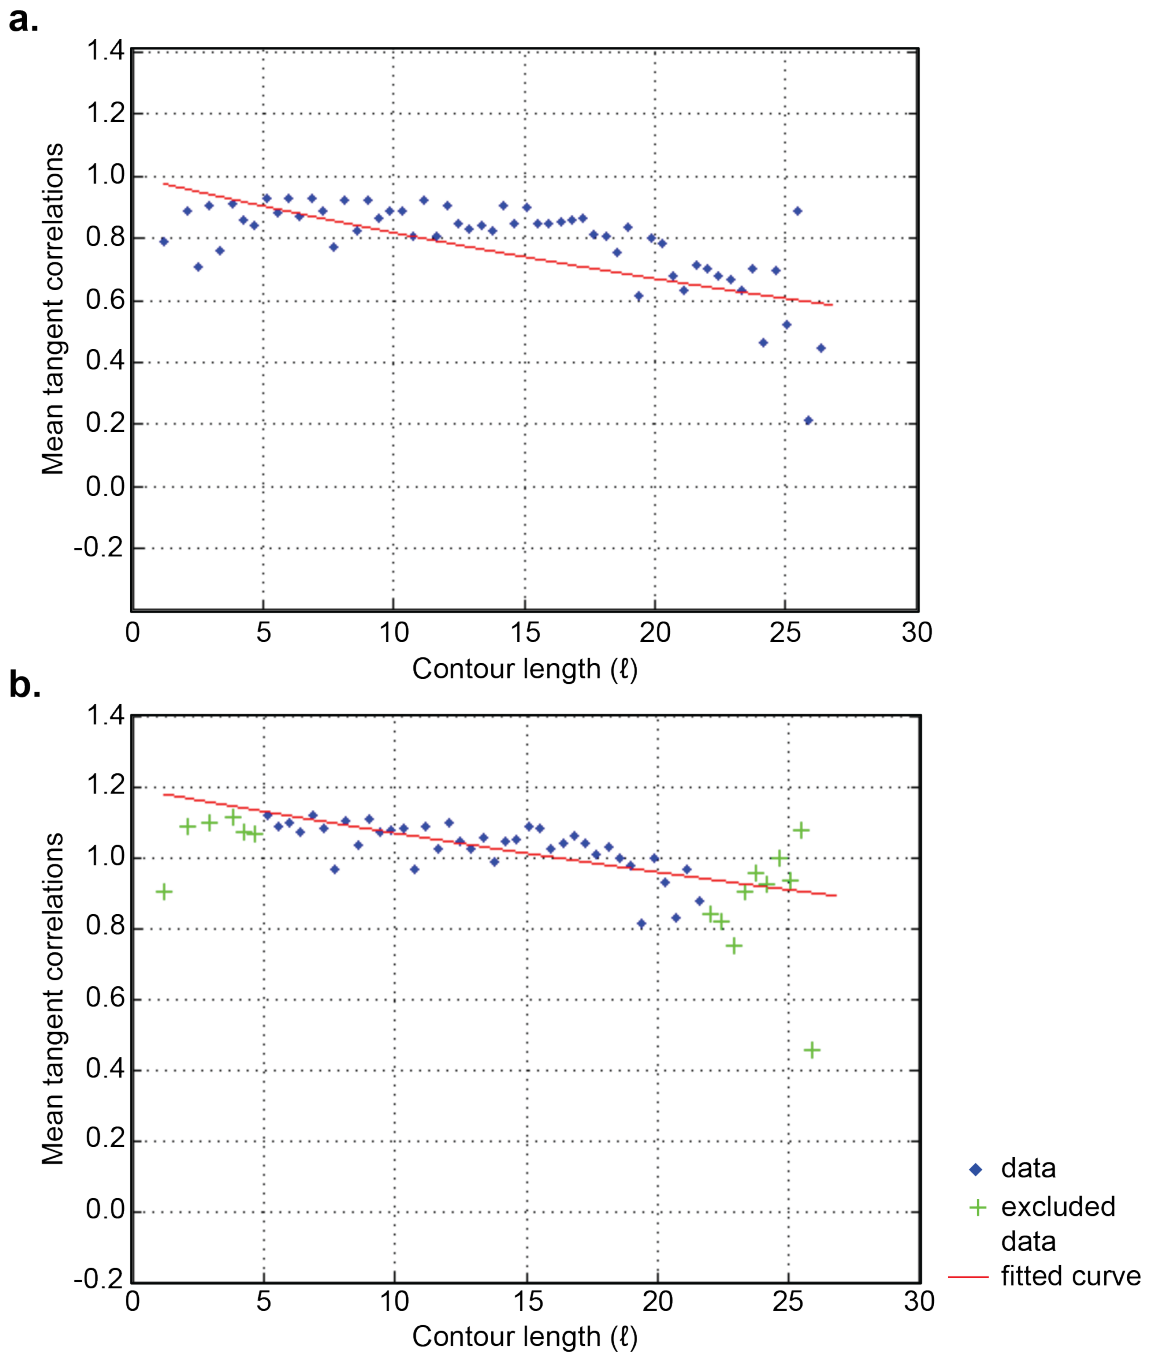 a.
1.4
1.2
1.0
0.8
0.6
0.4
0.2
0.0
-0.2
Mean tangent correlations
0 5 10 15 20 25 30
Contour length (ℓ)
b.
1.4
1.2
1.0
0.8
0.6
0.4
0.2
0.0
-0.2
Mean tangent correlations
0 5 10 15 20 25 30
Contour length (ℓ)
data
excluded
data
fitted curve